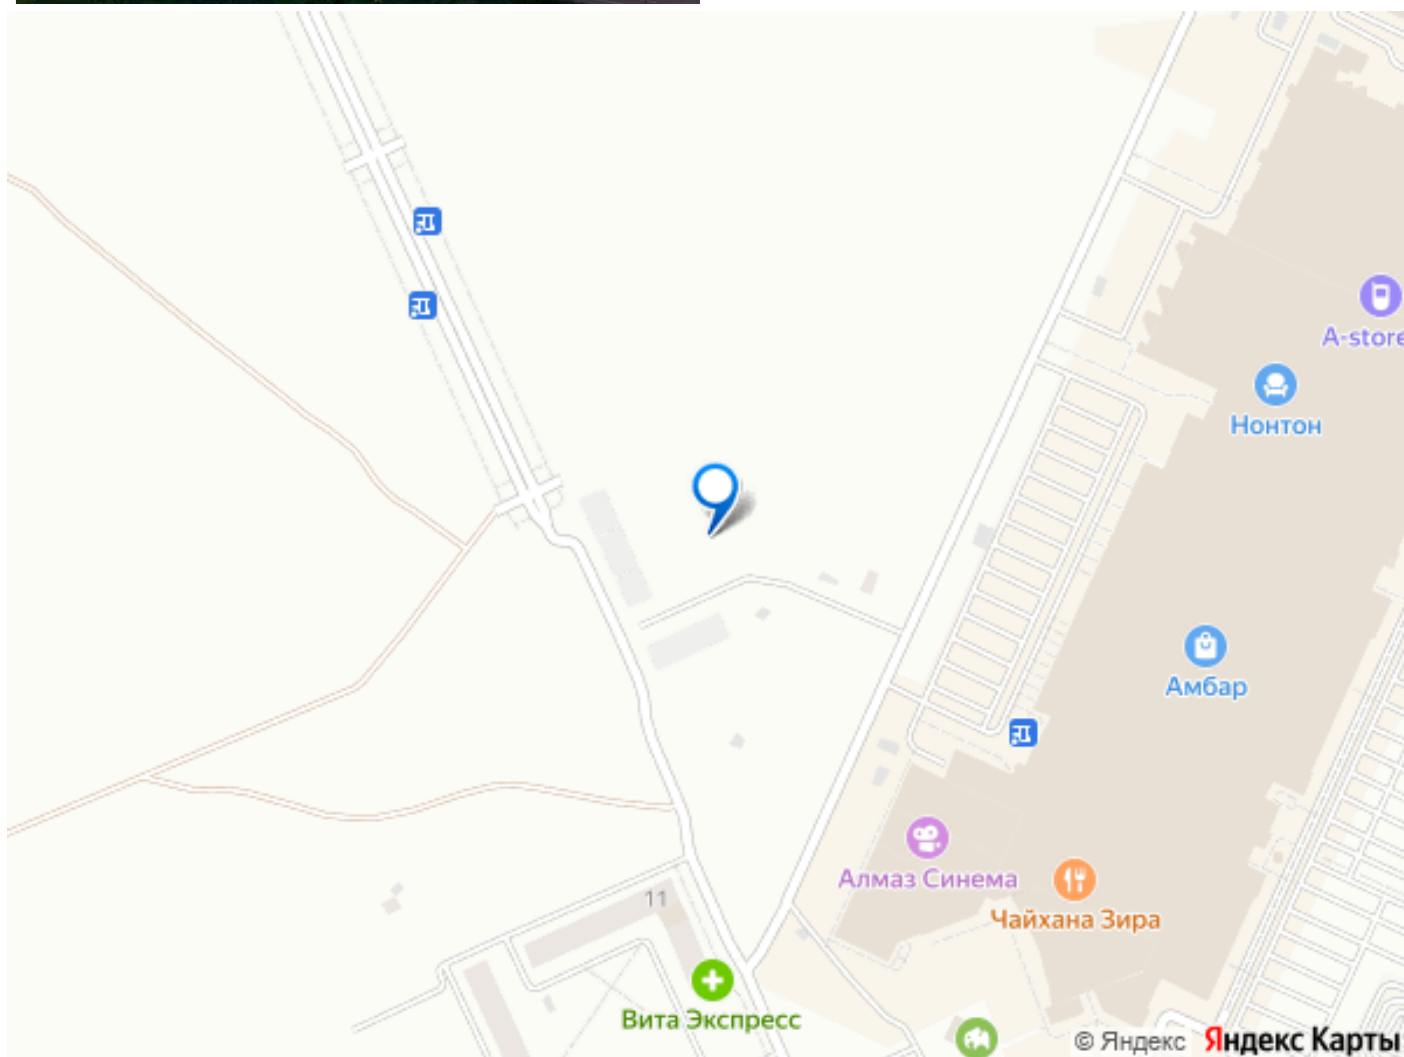 A-store
Нонтон
Амбар
Алмаз Синема
11
Чайхана Зира
Вита Экспресс
© Яндекс Яндекс Карты